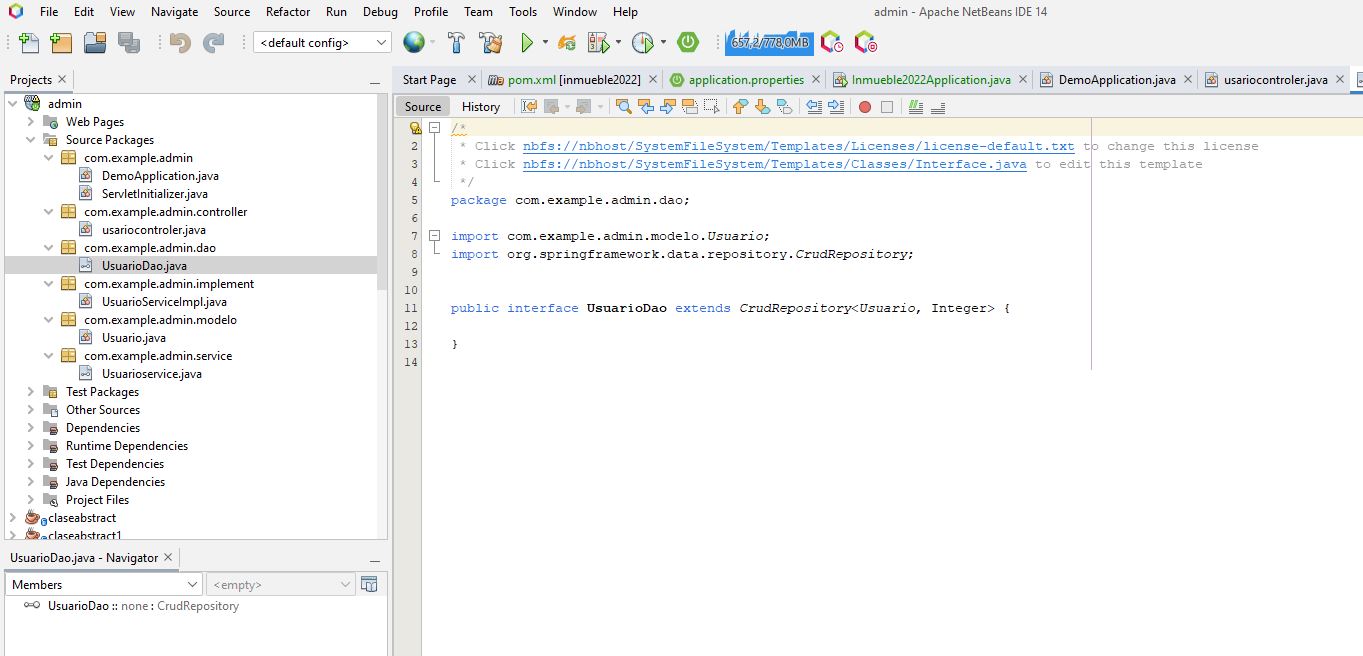 File Edit View Navigate Source Refactor Run Debug Profile Team Tools Window Help
admin - Apache NetBeans IDE 14
<default config>
657,2/778,0MB
Projects
admin
Web Pages
Source Packages
com.example.admin
DemoApplication.java
ServletInitializer.java
com.example.admin.controller
usariocontroler.java
com.example.admin.dao
UsuarioDao.java
com.example.admin.implement
UsuarioServiceImpl.java
com.example.admin.modelo
Usuario.java
com.example.admin.service
Usuarioservice.java
Test Packages
Other Sources
Dependencies
Runtime Dependencies
Test Dependencies
Java Dependencies
Project Files
claseabstract
claseabstract1
UsuarioDao.java - Navigator
Members
<empty>
UsuarioDao :: none : CrudRepository
Start Page pom.xml [inmueble2022] application.properties Inmueble2022Application.java DemoApplication.java usariocontroler.java
Source History
/*
2 * Click nbfs://nbhost/SystemFileSystem/Templates/Licenses/license-default.txt to change this license
3 * Click nbfs://nbhost/SystemFileSystem/Templates/Classes/Interface.java to edit this template
4 */
5 package com.example.admin.dao;
6
7 import com.example.admin.modelo.Usuario;
8 import org.springframework.data.repository.CrudRepository;
9
10
11 public interface UsuarioDao extends CrudRepository<Usuario, Integer> {
12
13 }
14